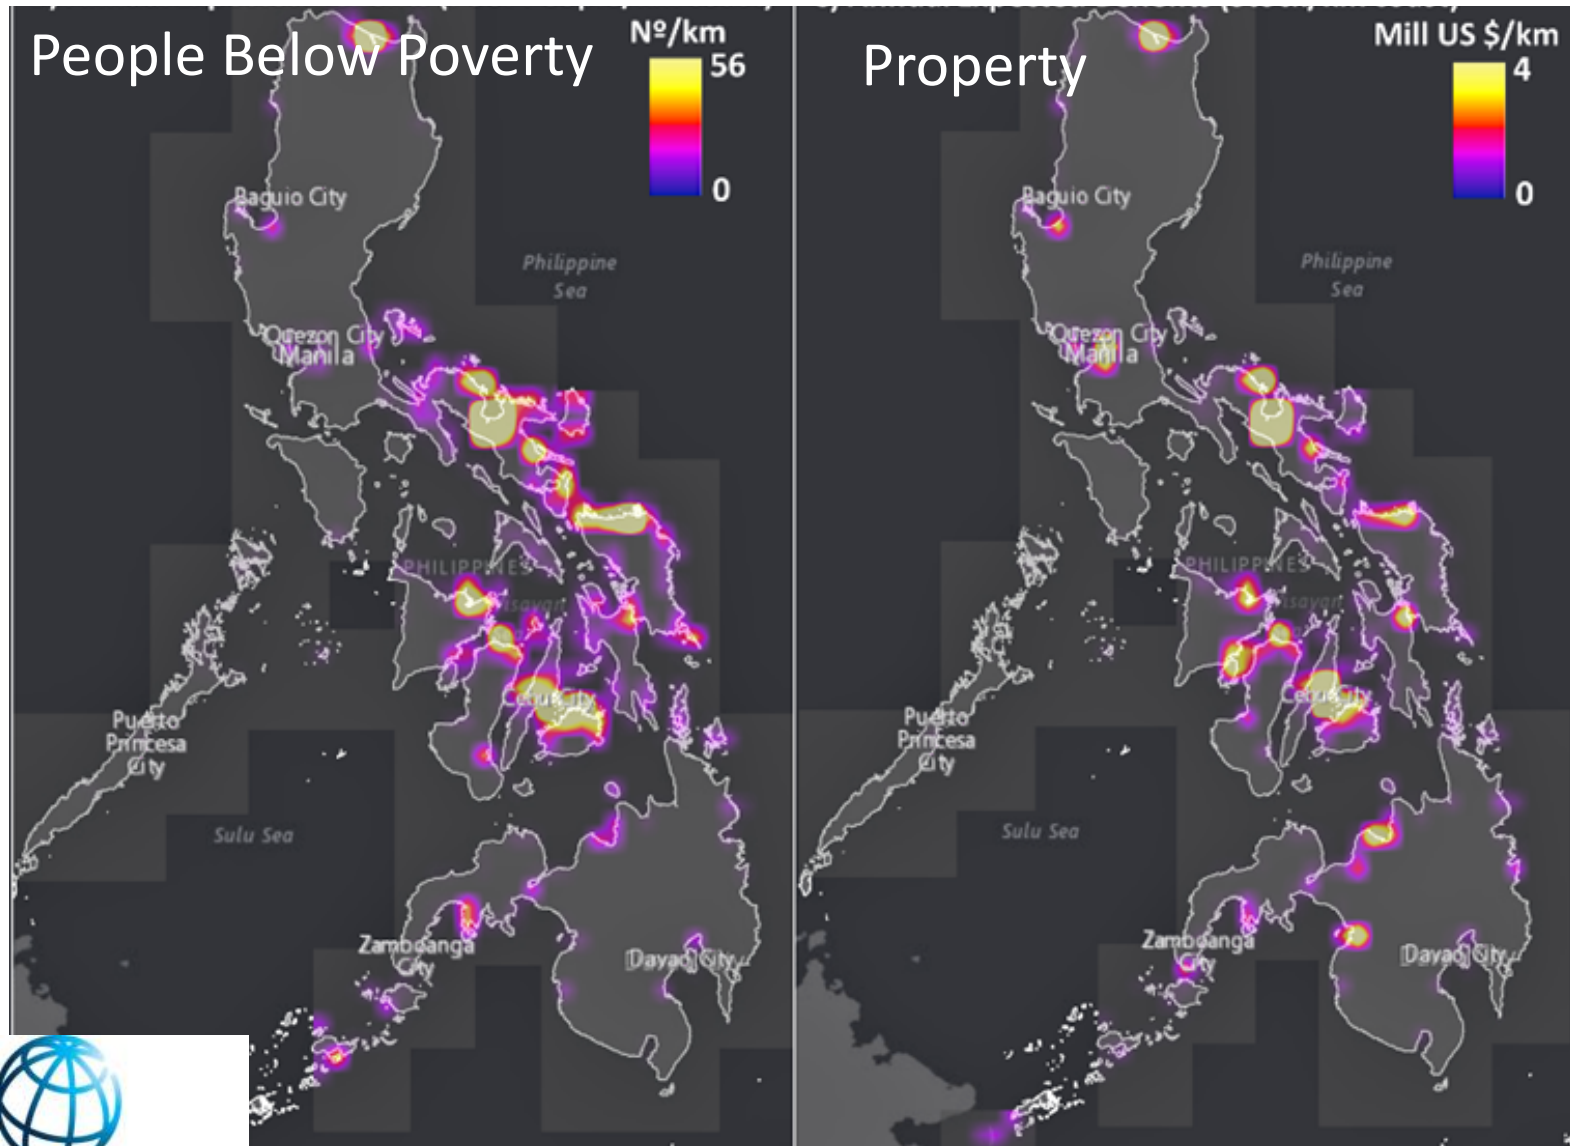 People Below Poverty
Nº/km
56
0
Baguio City
Philippine
Sea
Quezon City
Manila
PHILIPPINES
Visayan
Cebu City
Puerto
Princesa
City
Sulu Sea
Zamboanga
City
Davao City
Property
Mill US $/km
4
0
Baguio City
Philippine
Sea
Quezon City
Manila
PHILIPPINES
Visayan
Cebu City
Puerto
Princesa
City
Sulu Sea
Zamboanga
City
Davao City